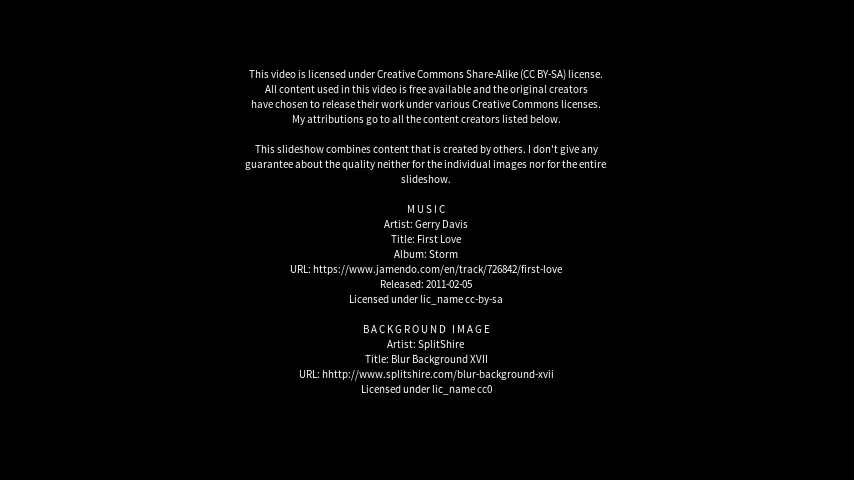 This video is licensed under Creative Commons Share-Alike (CC BY-SA) license.
All content used in this video is free available and the original creators
have chosen to release their work under various Creative Commons licenses.
My attributions go to all the content creators listed below.
This slideshow combines content that is created by others. I don't give any
guarantee about the quality neither for the individual images nor for the entire
slideshow.
MUSIC
Artist: Gerry Davis
Title: First Love
Album: Storm
URL: https://www.jamendo.com/en/track/726842/first-love
Released: 2011-02-05
Licensed under lic_name cc-by-sa
BACKGROUND IMAGE
Artist: SplitShire
Title: Blur Background XVII
URL: hhttp://www.splitshire.com/blur-background-xvii
Licensed under lic_name cc0